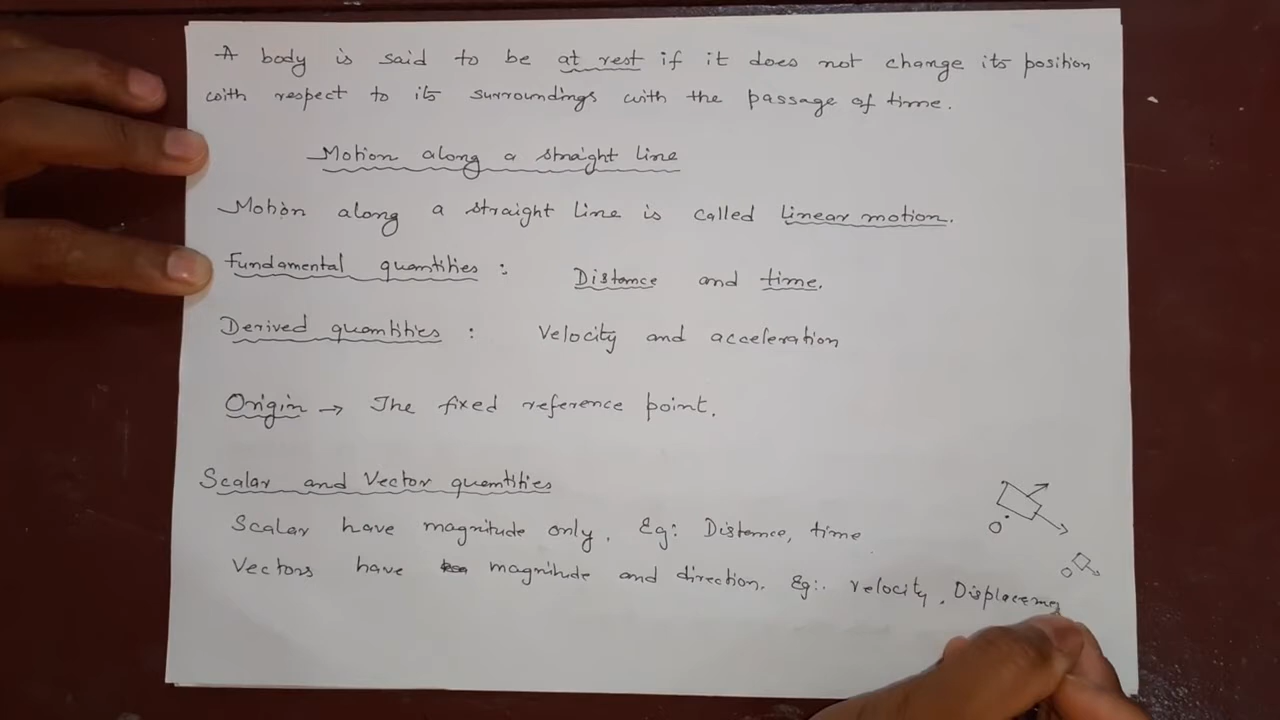 A body is said to be at rest if it does not change its position
with respect to its surroundings with the passage of time.
Motion along a straight line
Motion along a straight line is called linear motion.
Fundamental quantities : Distance and time.
Derived quantities : Velocity and acceleration
Origin → The fixed reference point.
Scalar and Vector quantities
Scalar have magnitude only. Eg: Distance, time
Vectors have magnitude and direction. Eg:. velocity, Displaceme